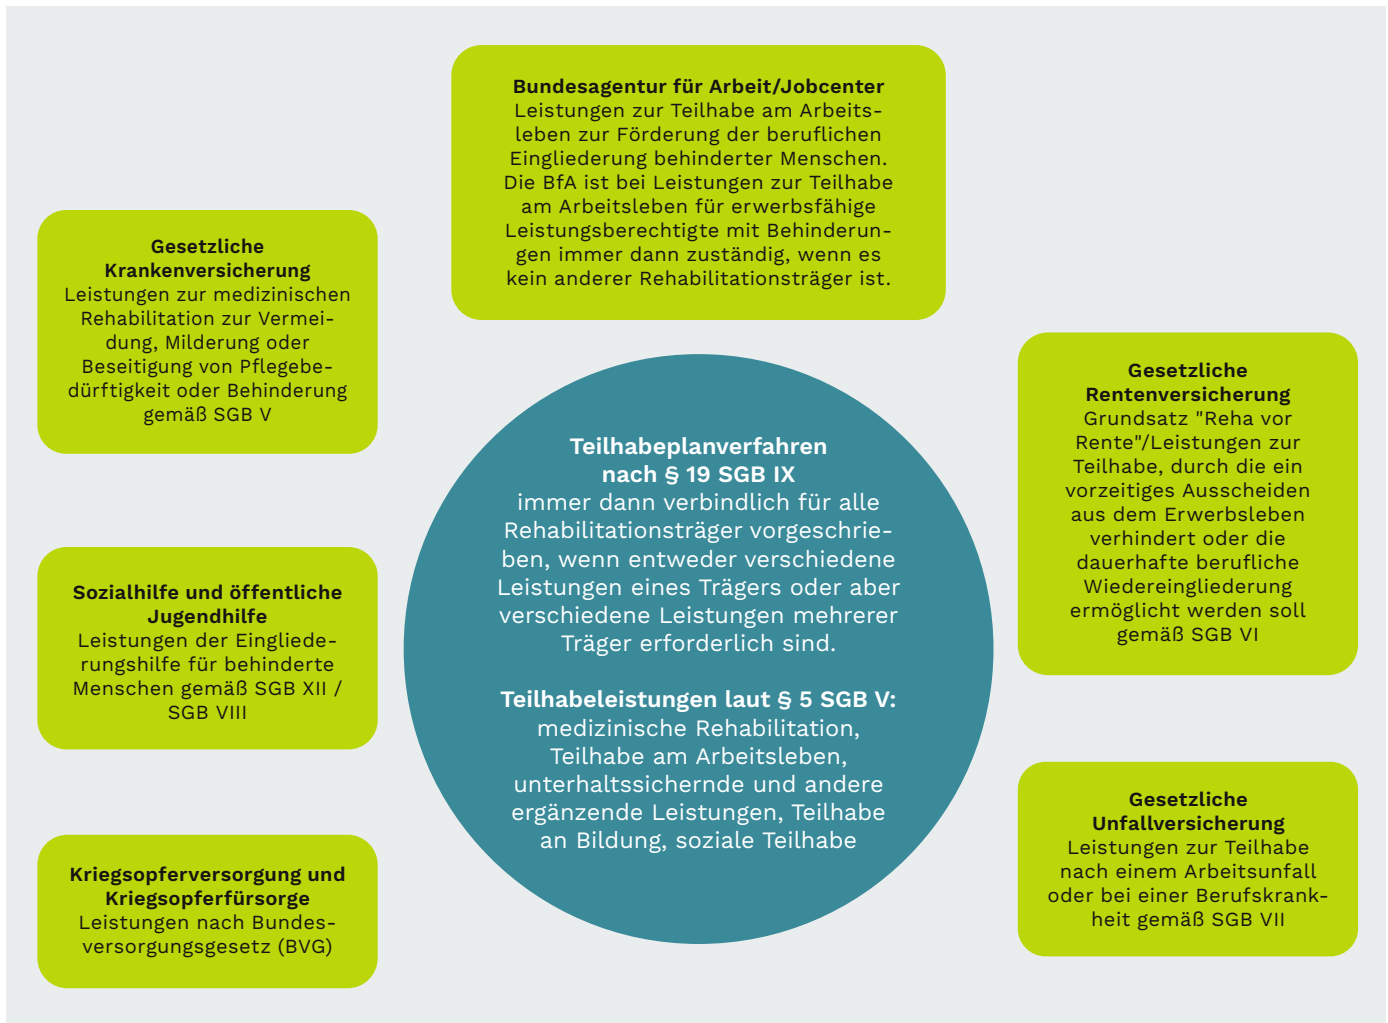 Bundesagentur für Arbeit/Jobcenter
Leistungen zur Teilhabe am Arbeits-
leben zur Förderung der beruflichen
Eingliederung behinderter Menschen.
Die BfA ist bei Leistungen zur Teilhabe
am Arbeitsleben für erwerbsfähige
Leistungsberechtigte mit Behinderun-
gen immer dann zuständig, wenn es
kein anderer Rehabilitationsträger ist.
Gesetzliche
Krankenversicherung
Leistungen zur medizinischen
Rehabilitation zur Vermei-
dung, Milderung oder
Beseitigung von Pflegebe-
dürftigkeit oder Behinderung
gemäß SGB V
Sozialhilfe und öffentliche
Jugendhilfe
Leistungen der Eingliede-
rungshilfe für behinderte
Menschen gemäß SGB XII /
SGB VIII
Kriegsopferversorgung und
Kriegsopferfürsorge
Leistungen nach Bundes-
versorgungsgesetz (BVG)
Teilhabeplanverfahren
nach § 19 SGB IX
immer dann verbindlich für alle
Rehabilitationsträger vorgeschrie-
ben, wenn entweder verschiedene
Leistungen eines Trägers oder aber
verschiedene Leistungen mehrerer
Träger erforderlich sind.
Teilhabeleistungen laut § 5 SGB V:
medizinische Rehabilitation,
Teilhabe am Arbeitsleben,
unterhaltssichernde und andere
ergänzende Leistungen, Teilhabe
an Bildung, soziale Teilhabe
Gesetzliche
Rentenversicherung
Grundsatz "Reha vor
Rente"/Leistungen zur
Teilhabe, durch die ein
vorzeitiges Ausscheiden
aus dem Erwerbsleben
verhindert oder die
dauerhafte berufliche
Wiedereingliederung
ermöglicht werden soll
gemäß SGB VI
Gesetzliche
Unfallversicherung
Leistungen zur Teilhabe
nach einem Arbeitsunfall
oder bei einer Berufskrank-
heit gemäß SGB VII